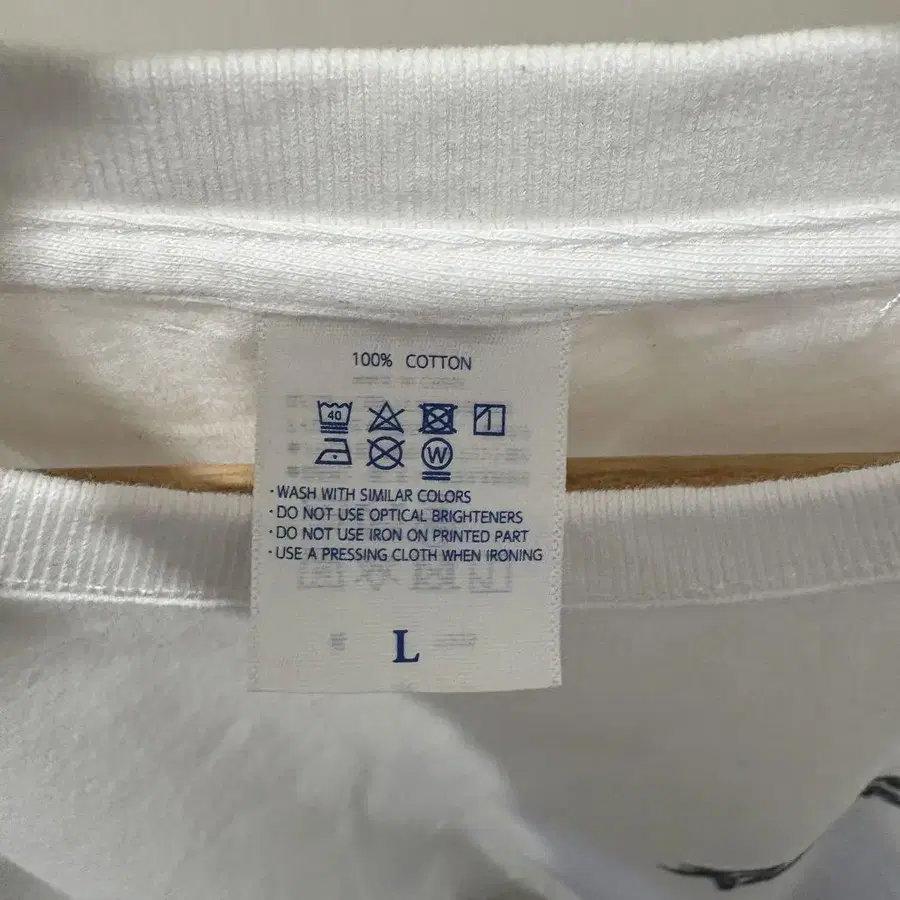 100% COTTON
40
W
· WASH WITH SIMILAR COLORS
· DO NOT USE OPTICAL BRIGHTENERS
· DO NOT USE IRON ON PRINTED PART
· USE A PRESSING CLOTH WHEN IRONING
L